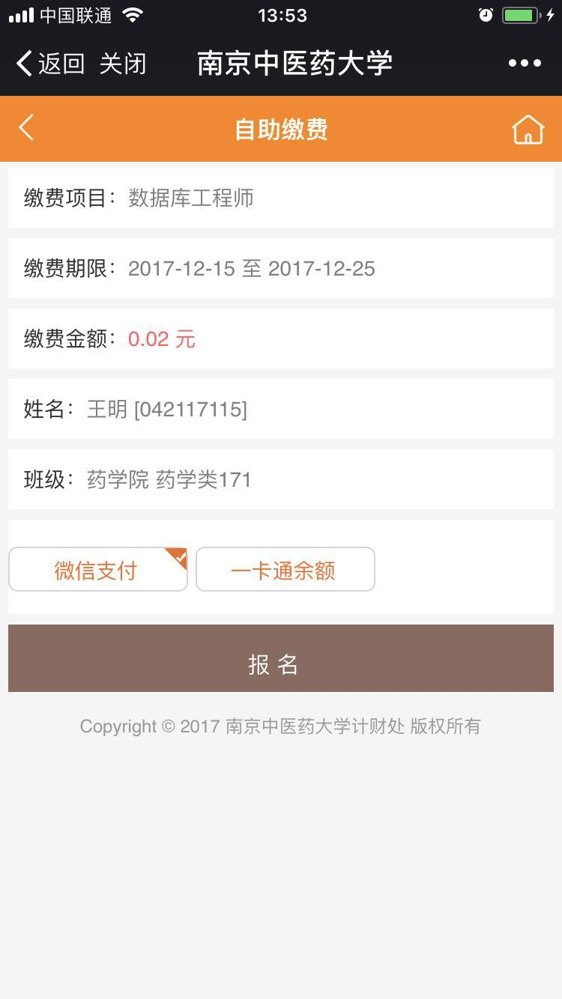 中国联通 13:53
返回 关闭 南京中医药大学
自助缴费
缴费项目：数据库工程师
缴费期限：2017-12-15 至 2017-12-25
缴费金额：0.02 元
姓名：王明 [042117115]
班级：药学院 药学类171
微信支付 一卡通余额
报 名
Copyright © 2017 南京中医药大学计财处 版权所有